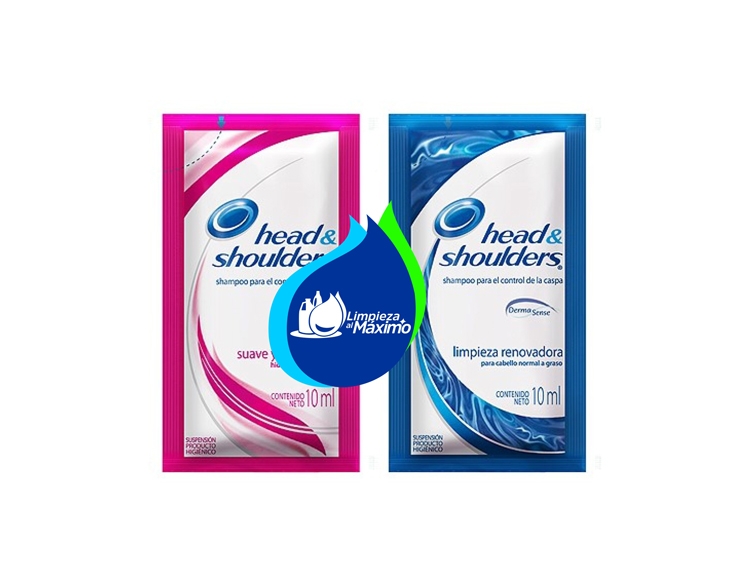 head&
shoulders
shampoo para el
suave
CONTENIDO
NETO 10 ml
SUSPENSIÓN
PRODUCTO
HIGIÉNICO
Limpieza
al Máximo
head&
shoulders®
shampoo para el control de la caspa
Derma Sense
limpieza renovadora
para cabello normal a graso
CONTENIDO
NETO 10 ml
SUSPENSIÓN
PRODUCTO
HIGIÉNICO